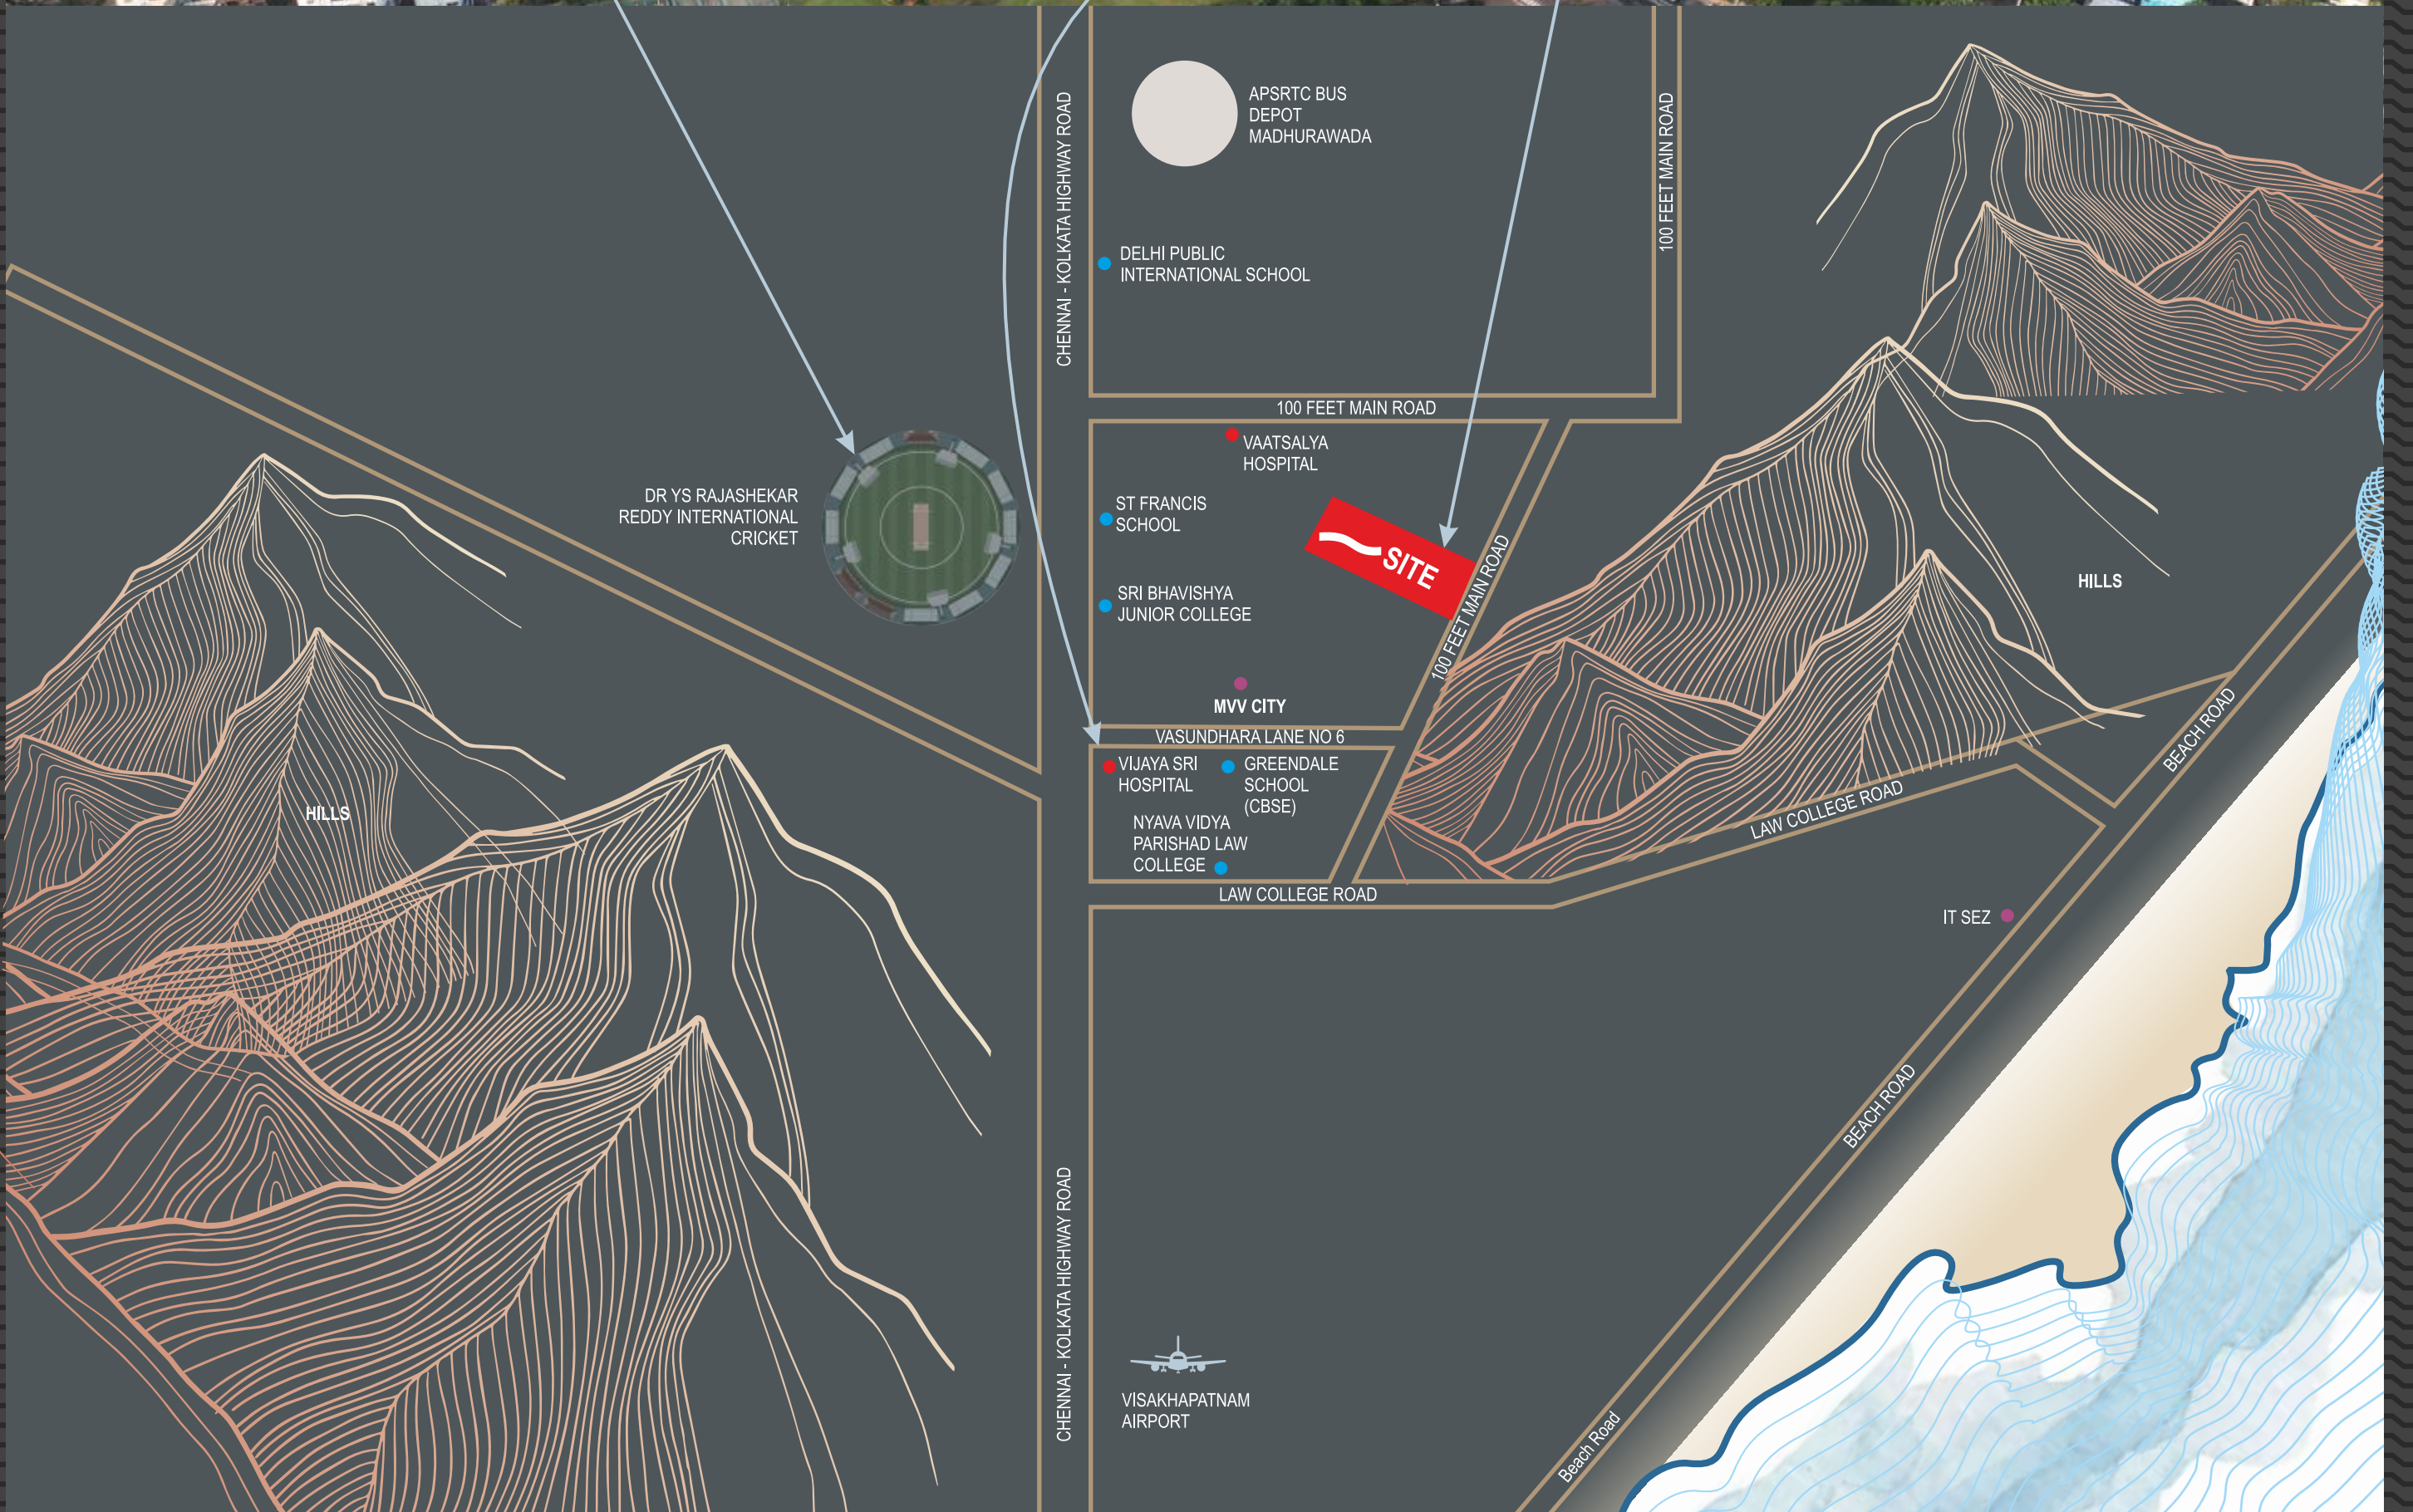 APSRTC BUS
DEPOT
MADHURAWADA
CHENNAI - KOLKATA HIGHWAY ROAD
100 FEET MAIN ROAD
DELHI PUBLIC
INTERNATIONAL SCHOOL
100 FEET MAIN ROAD
VAATSALYA
HOSPITAL
DR YS RAJASHEKAR
REDDY INTERNATIONAL
CRICKET
ST FRANCIS
SCHOOL
SITE
100 FEET MAIN ROAD
HILLS
SRI BHAVISHYA
JUNIOR COLLEGE
MVV CITY
VASUNDHARA LANE NO 6
BEACH ROAD
VIJAYA SRI
HOSPITAL
GREENDALE
SCHOOL
(CBSE)
HILLS
NYAVA VIDYA
PARISHAD LAW
COLLEGE
LAW COLLEGE ROAD
LAW COLLEGE ROAD
IT SEZ
BEACH ROAD
CHENNAI - KOLKATA HIGHWAY ROAD
VISAKHAPATNAM
AIRPORT
Beach Road